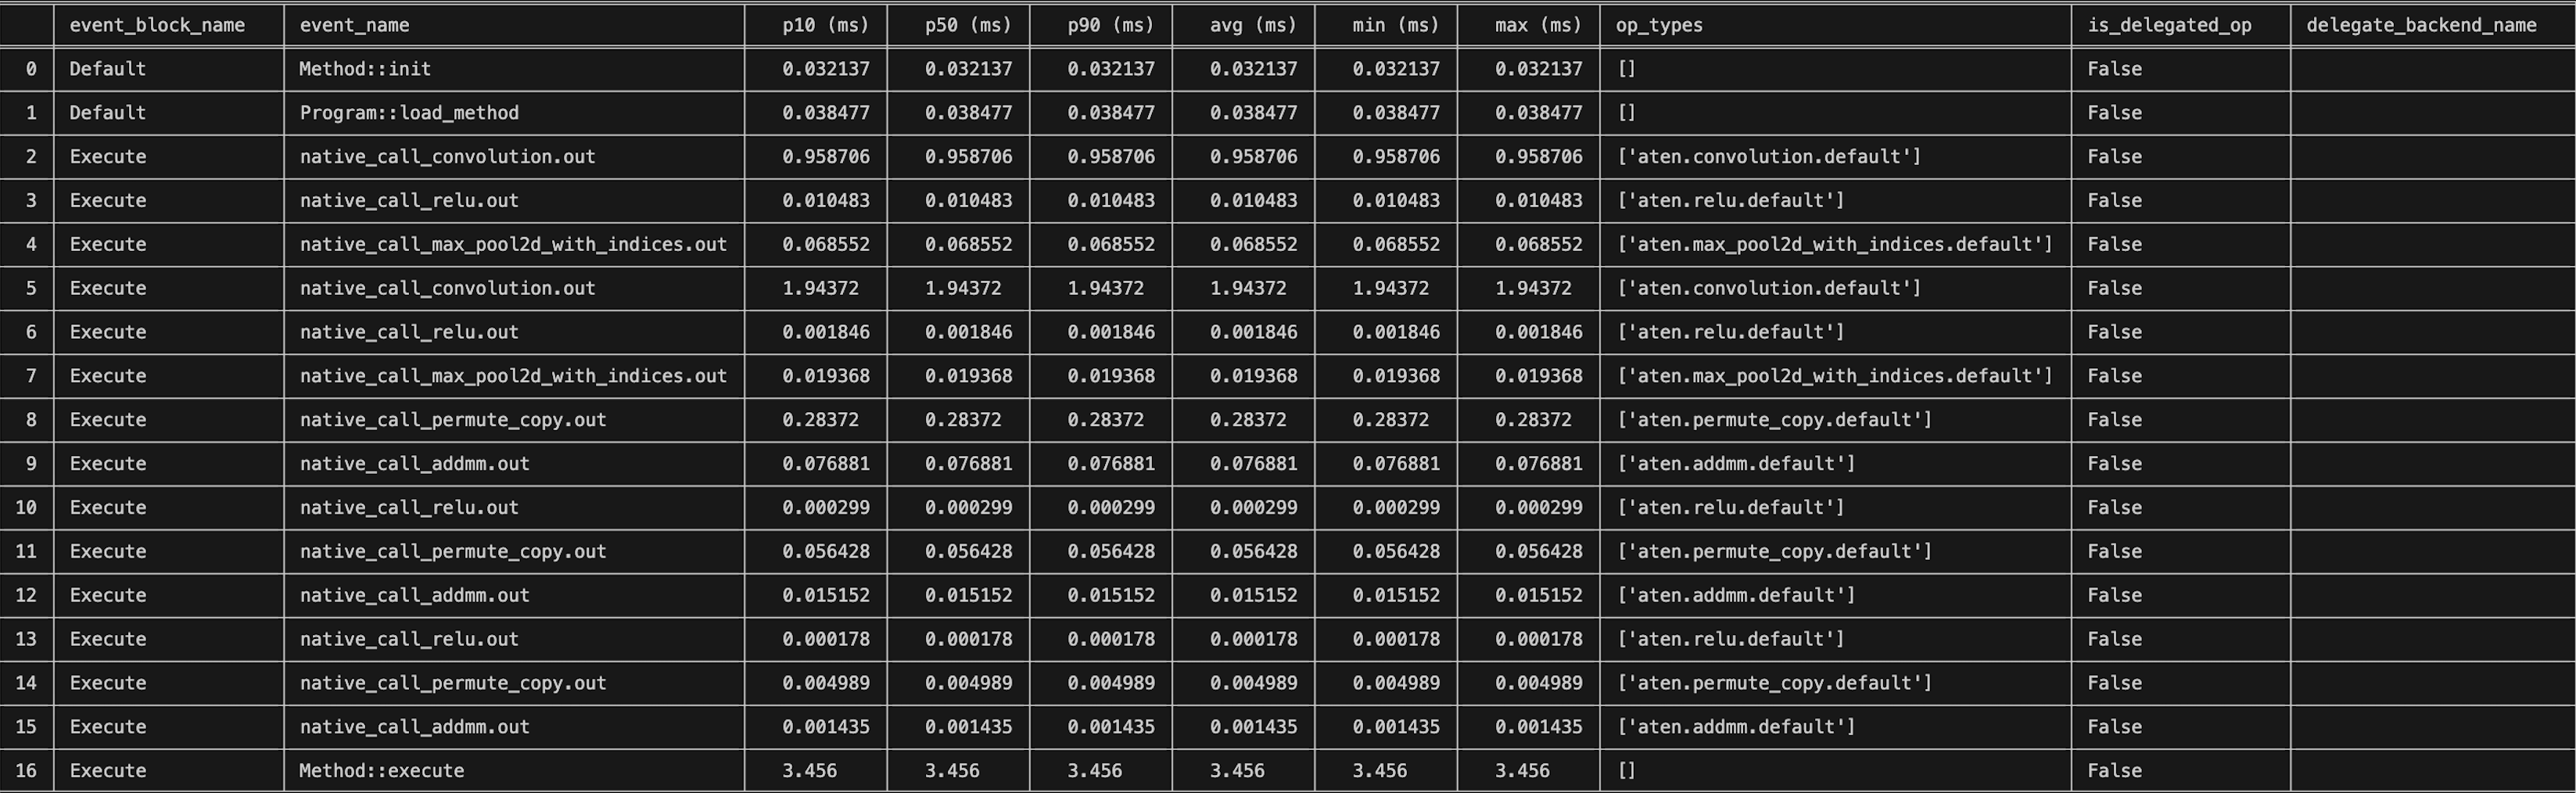 event_block_name event_name p10 (ms) p50 (ms) p90 (ms) avg (ms) min (ms) max (ms) op_types is_delegated_op delegate_backend_name
0 Default Method::init 0.032137 0.032137 0.032137 0.032137 0.032137 0.032137 [] False
1 Default Program::load_method 0.038477 0.038477 0.038477 0.038477 0.038477 0.038477 [] False
2 Execute native_call_convolution.out 0.958706 0.958706 0.958706 0.958706 0.958706 0.958706 ['aten.convolution.default'] False
3 Execute native_call_relu.out 0.010483 0.010483 0.010483 0.010483 0.010483 0.010483 ['aten.relu.default'] False
4 Execute native_call_max_pool2d_with_indices.out 0.068552 0.068552 0.068552 0.068552 0.068552 0.068552 ['aten.max_pool2d_with_indices.default'] False
5 Execute native_call_convolution.out 1.94372 1.94372 1.94372 1.94372 1.94372 1.94372 ['aten.convolution.default'] False
6 Execute native_call_relu.out 0.001846 0.001846 0.001846 0.001846 0.001846 0.001846 ['aten.relu.default'] False
7 Execute native_call_max_pool2d_with_indices.out 0.019368 0.019368 0.019368 0.019368 0.019368 0.019368 ['aten.max_pool2d_with_indices.default'] False
8 Execute native_call_permute_copy.out 0.28372 0.28372 0.28372 0.28372 0.28372 0.28372 ['aten.permute_copy.default'] False
9 Execute native_call_addmm.out 0.076881 0.076881 0.076881 0.076881 0.076881 0.076881 ['aten.addmm.default'] False
10 Execute native_call_relu.out 0.000299 0.000299 0.000299 0.000299 0.000299 0.000299 ['aten.relu.default'] False
11 Execute native_call_permute_copy.out 0.056428 0.056428 0.056428 0.056428 0.056428 0.056428 ['aten.permute_copy.default'] False
12 Execute native_call_addmm.out 0.015152 0.015152 0.015152 0.015152 0.015152 0.015152 ['aten.addmm.default'] False
13 Execute native_call_relu.out 0.000178 0.000178 0.000178 0.000178 0.000178 0.000178 ['aten.relu.default'] False
14 Execute native_call_permute_copy.out 0.004989 0.004989 0.004989 0.004989 0.004989 0.004989 ['aten.permute_copy.default'] False
15 Execute native_call_addmm.out 0.001435 0.001435 0.001435 0.001435 0.001435 0.001435 ['aten.addmm.default'] False
16 Execute Method::execute 3.456 3.456 3.456 3.456 3.456 3.456 [] False